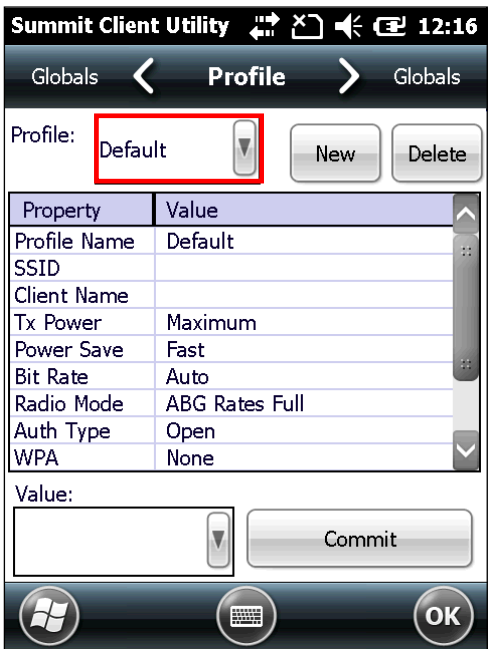 Summit Client Utility 12:16
Globals Profile Globals
Profile: Default New Delete
Property Value
Profile Name Default
SSID
Client Name
Tx Power Maximum
Power Save Fast
Bit Rate Auto
Radio Mode ABG Rates Full
Auth Type Open
WPA None
Value:
Commit
OK